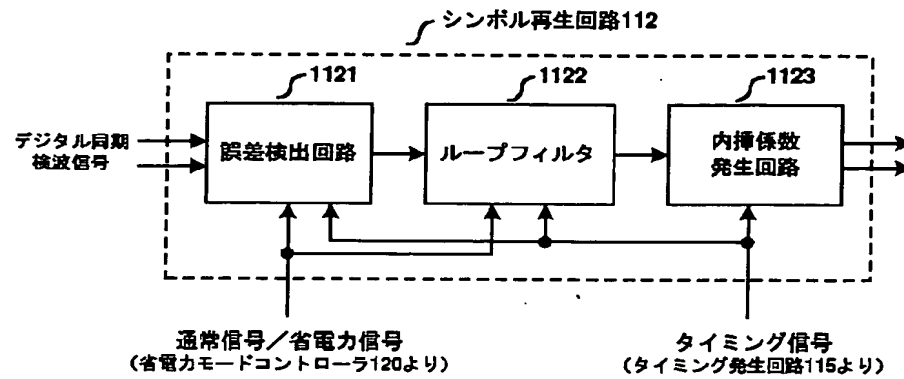 シンボル再生回路112
1121
1122
1123
デジタル同期
検波信号
誤差検出回路
ループフィルタ
内挿係数
発生回路
通常信号／省電力信号
（省電力モードコントローラ120より）
タイミング信号
（タイミング発生回路115より）